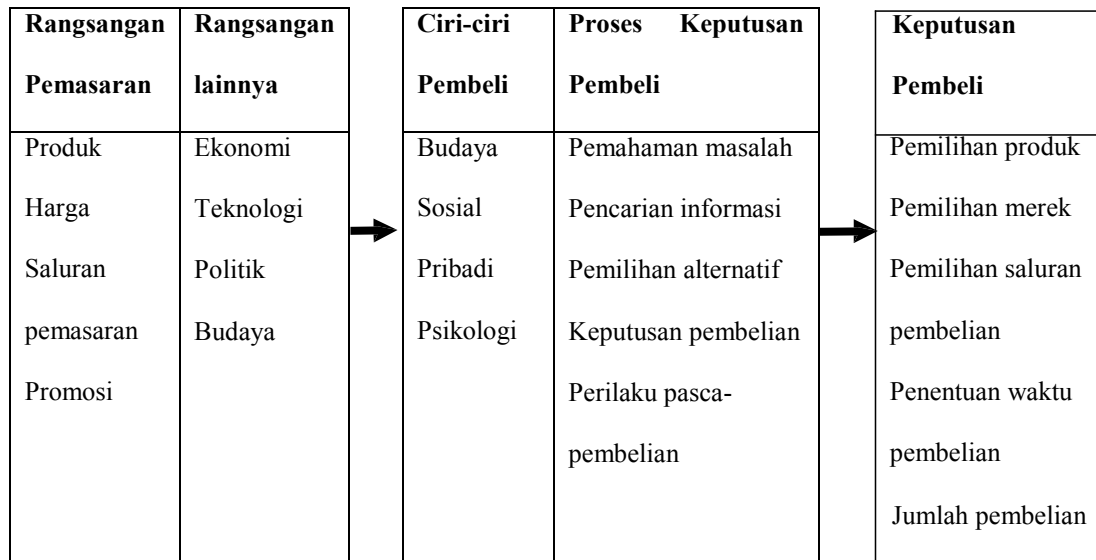 Rangsangan
Pemasaran
Produk
Harga
Saluran
pemasaran
Promosi
Rangsangan
lainnya
Ekonomi
Teknologi
Politik
Budaya
Ciri-ciri
Pembeli
Budaya
Sosial
Pribadi
Psikologi
Proses Keputusan
Pembeli
Pemahaman masalah
Pencarian informasi
Pemilihan alternatif
Keputusan pembelian
Perilaku pasca-
pembelian
Keputusan
Pembeli
Pemilihan produk
Pemilihan merek
Pemilihan saluran
pembelian
Penentuan waktu
pembelian
Jumlah pembelian